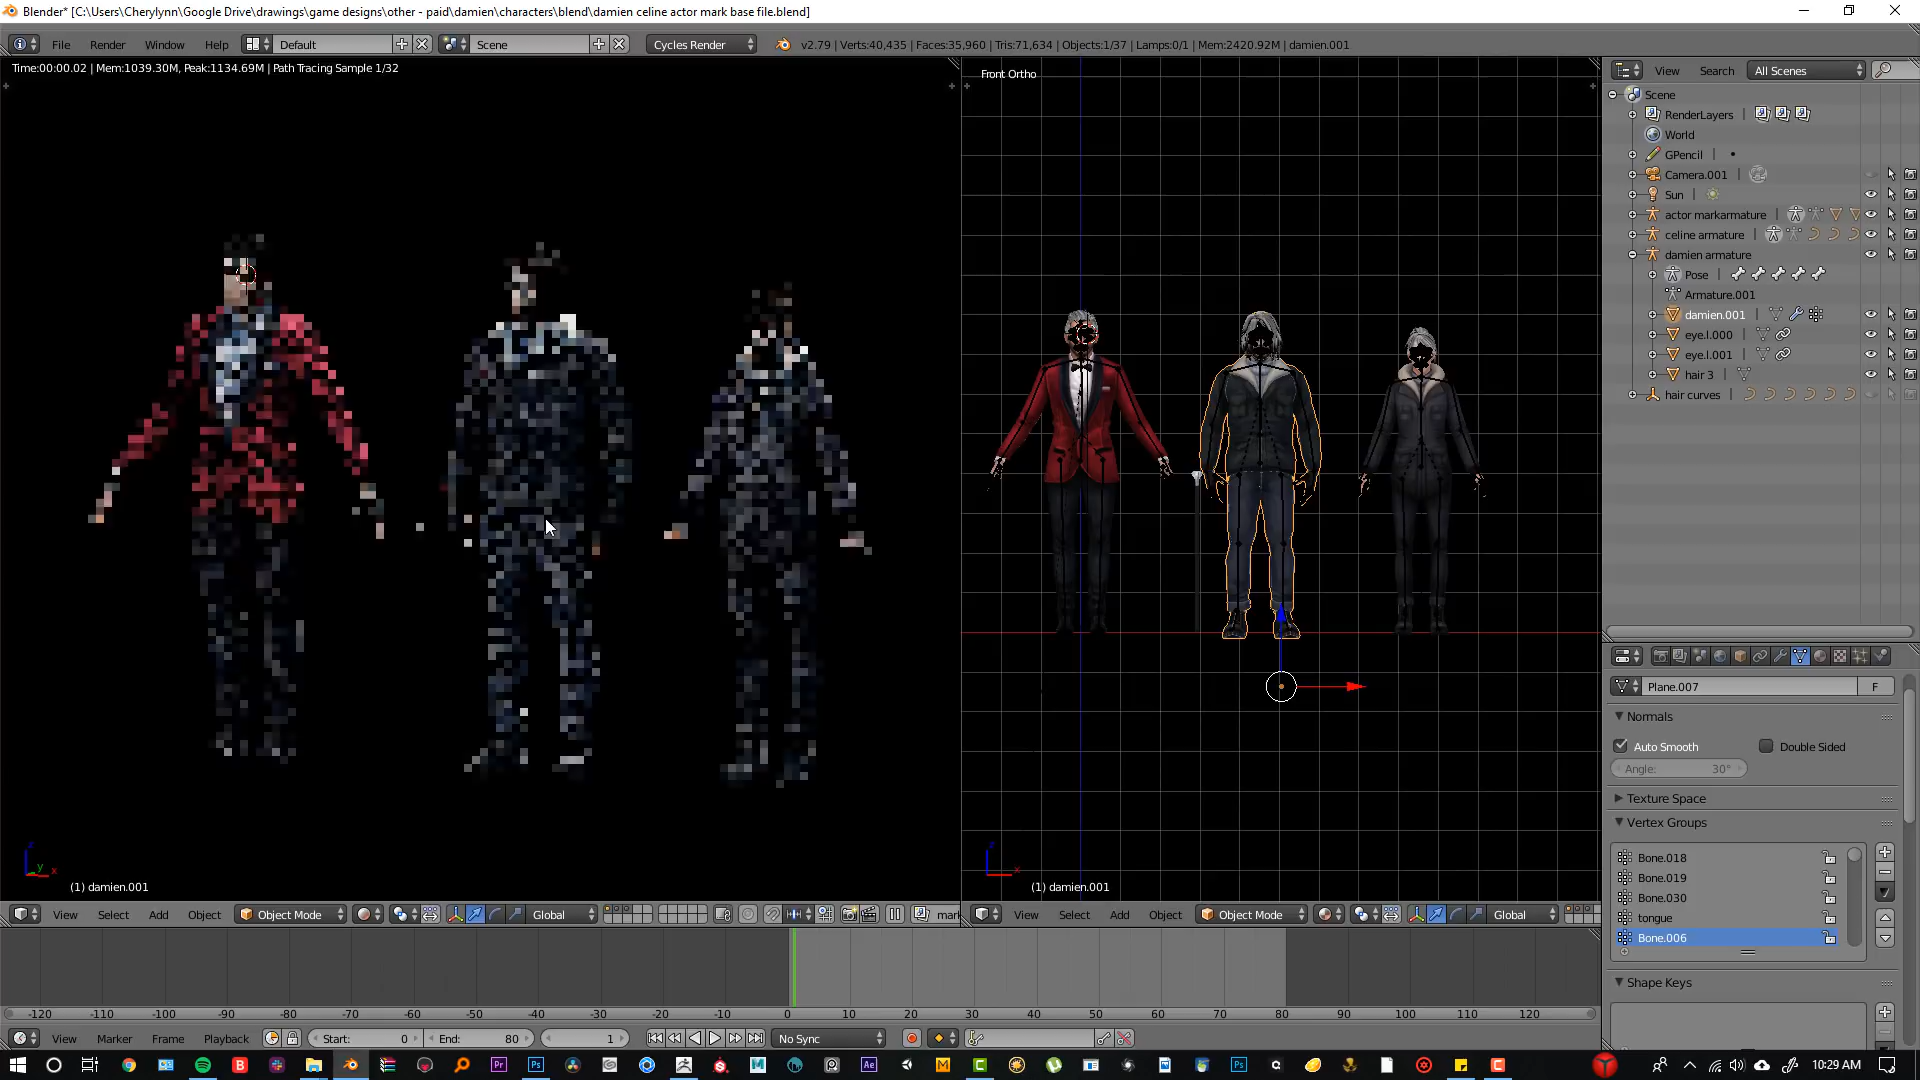 Blender* [C:\Users\Cherylynn\Google Drive\drawings\game designs\other - paid\damien\characters\blend\damien celine actor mark base file.blend]
File Render Window Help Default Scene Cycles Render v2.79 | Verts:40,435 | Faces:35,960 | Tris:71,634 | Objects:1/37 | Lamps:0/1 | Mem:2420.92M | damien.001
Time:00:00.02 | Mem:1039.30M, Peak:1134.69M | Path Tracing Sample 1/32
Front Ortho
View Search All Scenes
Scene
RenderLayers
World
GPencil
Camera.001
Sun
actor markarmature
celine armature
damien armature
Pose
Armature.001
damien.001
eye.l.000
eye.l.001
hair 3
hair curves
Plane.007 F
Normals
Auto Smooth Double Sided
Angle: 30°
Texture Space
Vertex Groups
Bone.018
Bone.019
Bone.030
tongue
Bone.006
Shape Keys
z
y x
(1) damien.001
z
x
(1) damien.001
View Select Add Object Object Mode Global mark
View Select Add Object Object Mode Global
-120 -110 -100 -90 -80 -70 -60 -50 -40 -30 -20 -10 0 10 20 30 40 50 60 70 80 90 100 110 120
View Marker Frame Playback Start: 0 End: 80 1 No Sync
B Pr Ps M Ae M C Ps C 10:29 AM